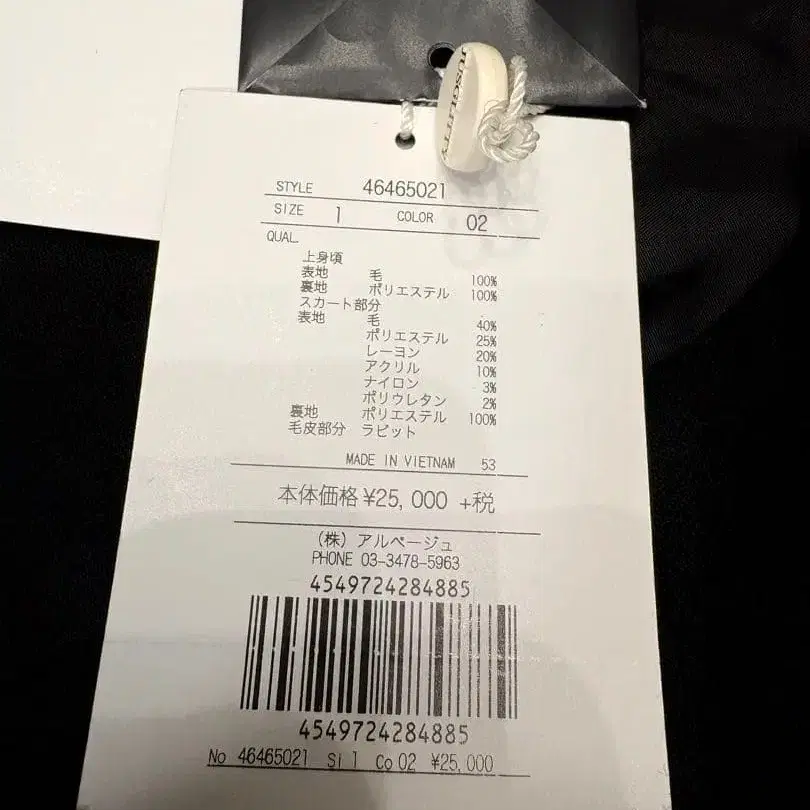 JUSGLITTY
STYLE 46465021
SIZE 1 COLOR 02
QUAL.
上身頃
表地 毛 100%
裏地 ポリエステル 100%
スカート部分
表地 毛 40%
ポリエステル 25%
レーヨン 20%
アクリル 10%
ナイロン 3%
ポリウレタン 2%
裏地 ポリエステル 100%
毛皮部分 ラビット
MADE IN VIETNAM 53
本体価格 ¥25,000 +税
(株) アルページュ
PHONE 03-3478-5963
4549724284885
4549724284885
No 46465021 Si 1 Co 02 ¥25,000